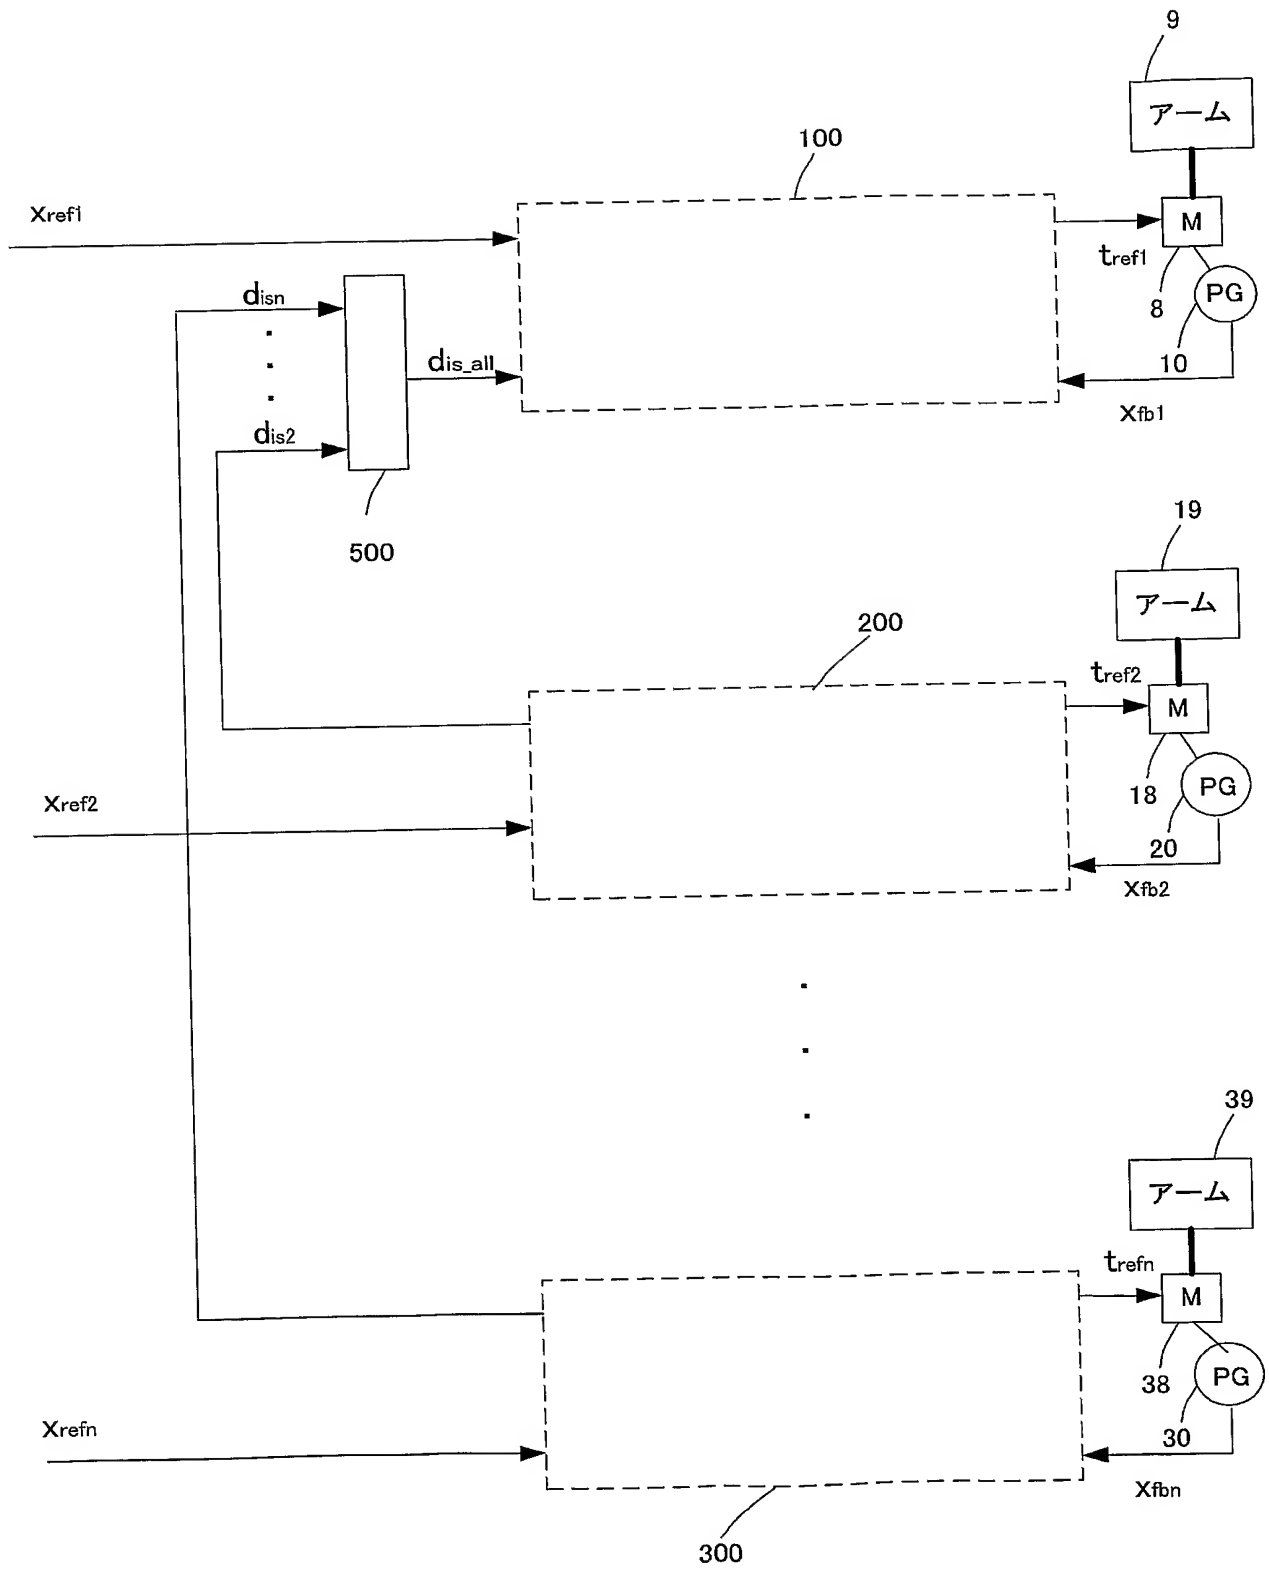 9
アーム
100
xref1
tref1
M
8
PG
10
disn
dis_all
xfb1
dis2
500
19
アーム
200
tref2
M
18
PG
xref2
20
xfb2
39
アーム
trefn
M
38
PG
xrefn
30
xfbn
300